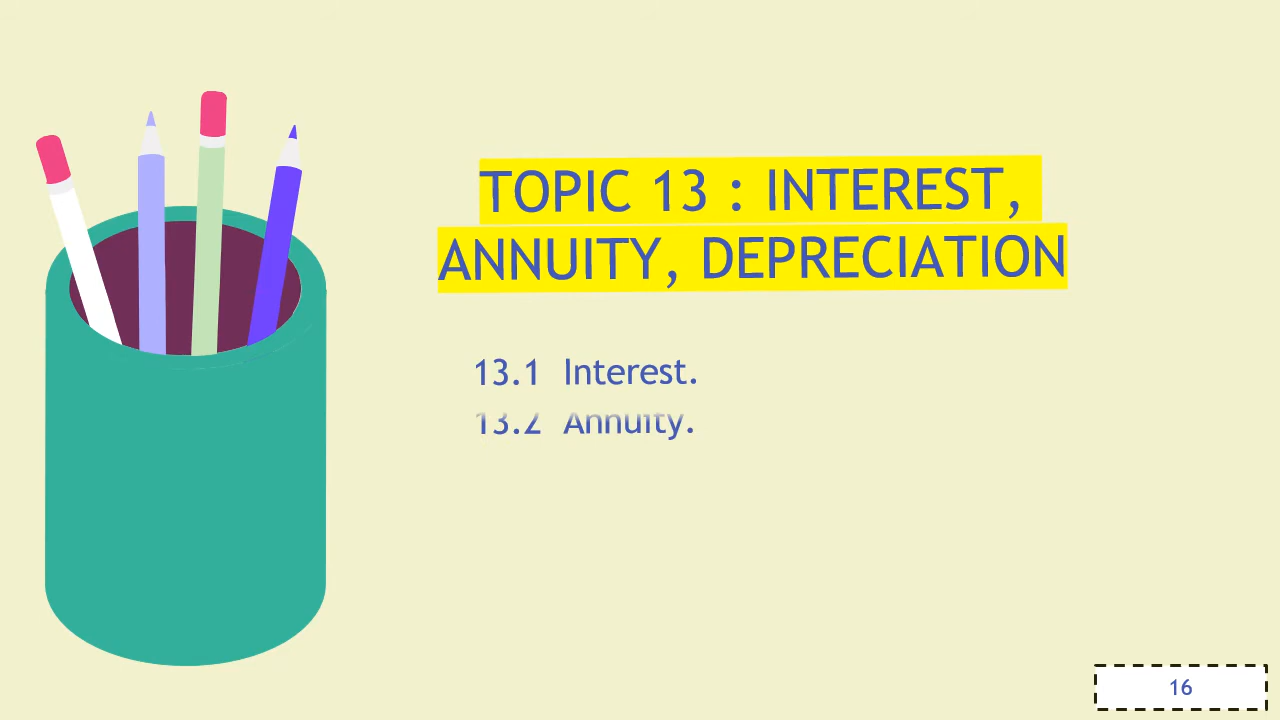 TOPIC 13 : INTEREST,
ANNUITY, DEPRECIATION
13.1 Interest.
13.2 Annuity.
16